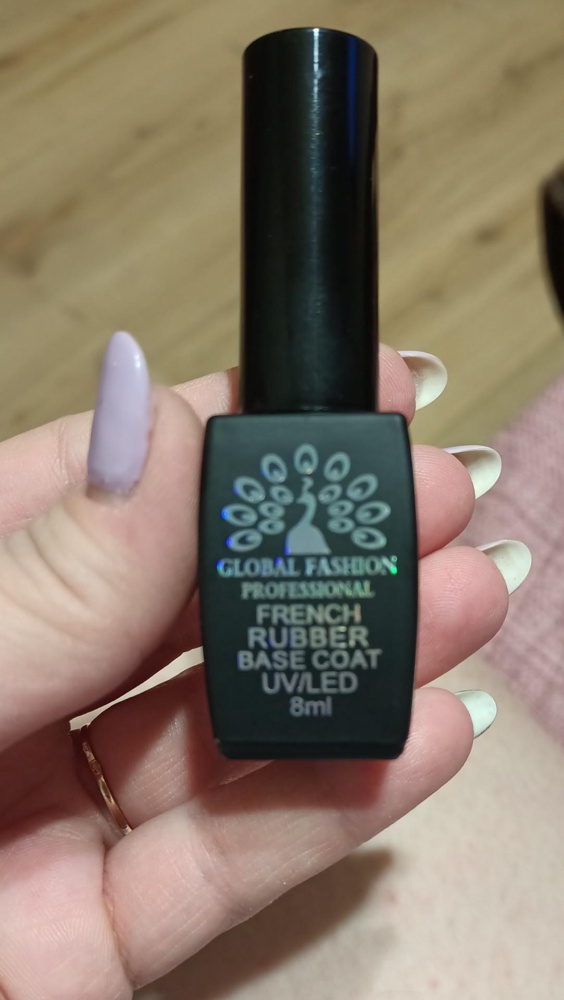 GLOBAL FASHION
PROFESSIONAL
FRENCH
RUBBER
BASE COAT
UV/LED
8ml